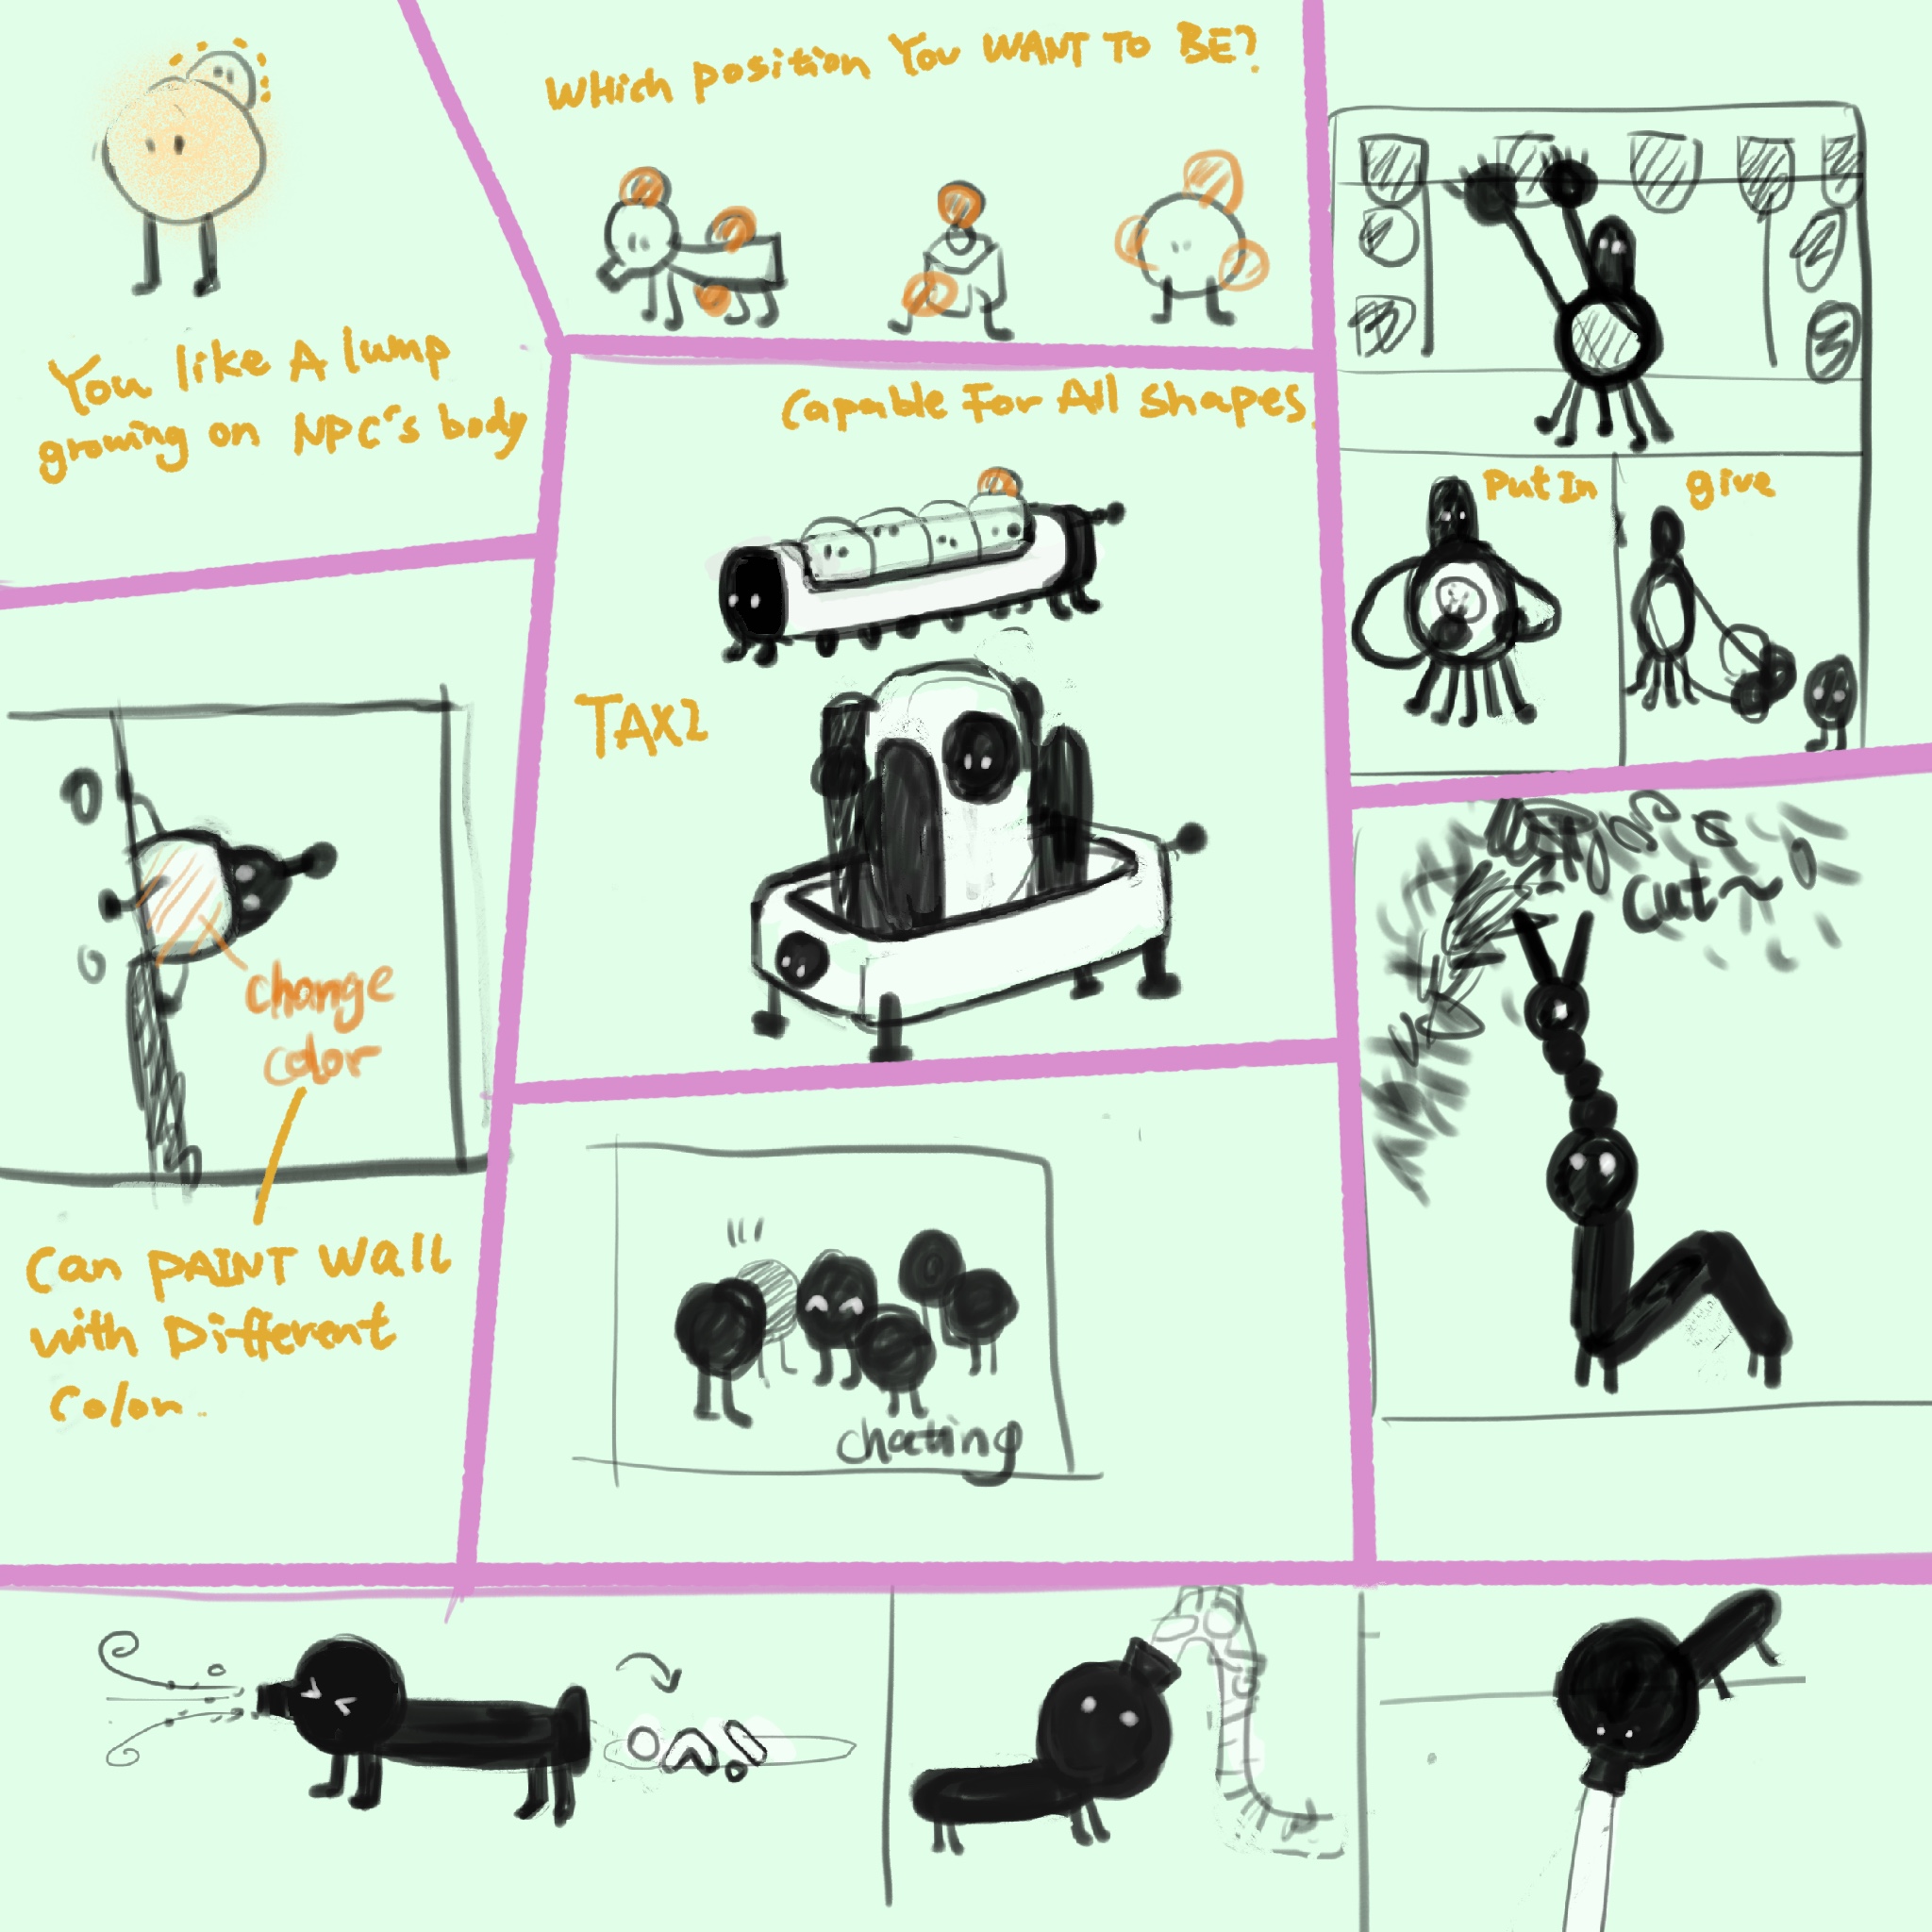 You like A lump
growing on NPC's body
Which position You WANT TO BE?
Capable For All shapes
TAXI
Put In
give
Cut~
change
color
Can PAINT Wall
with Different
Color.
chatting